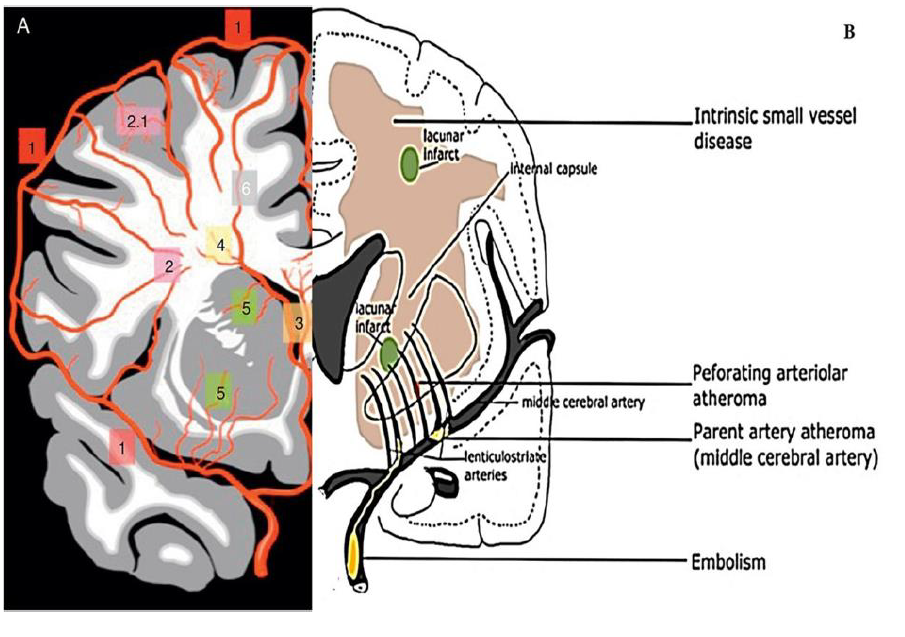 A
1
B
2.1
Intrinsic small vessel
disease
1
lacunar
infarct
internal capsule
6
4
2
5
lacunar
infarct
3
Peforating arteriolar
atheroma
5
middle cerebral artery
Parent artery atheroma
(middle cerebral artery)
1
lenticulostriate
arteries
Embolism